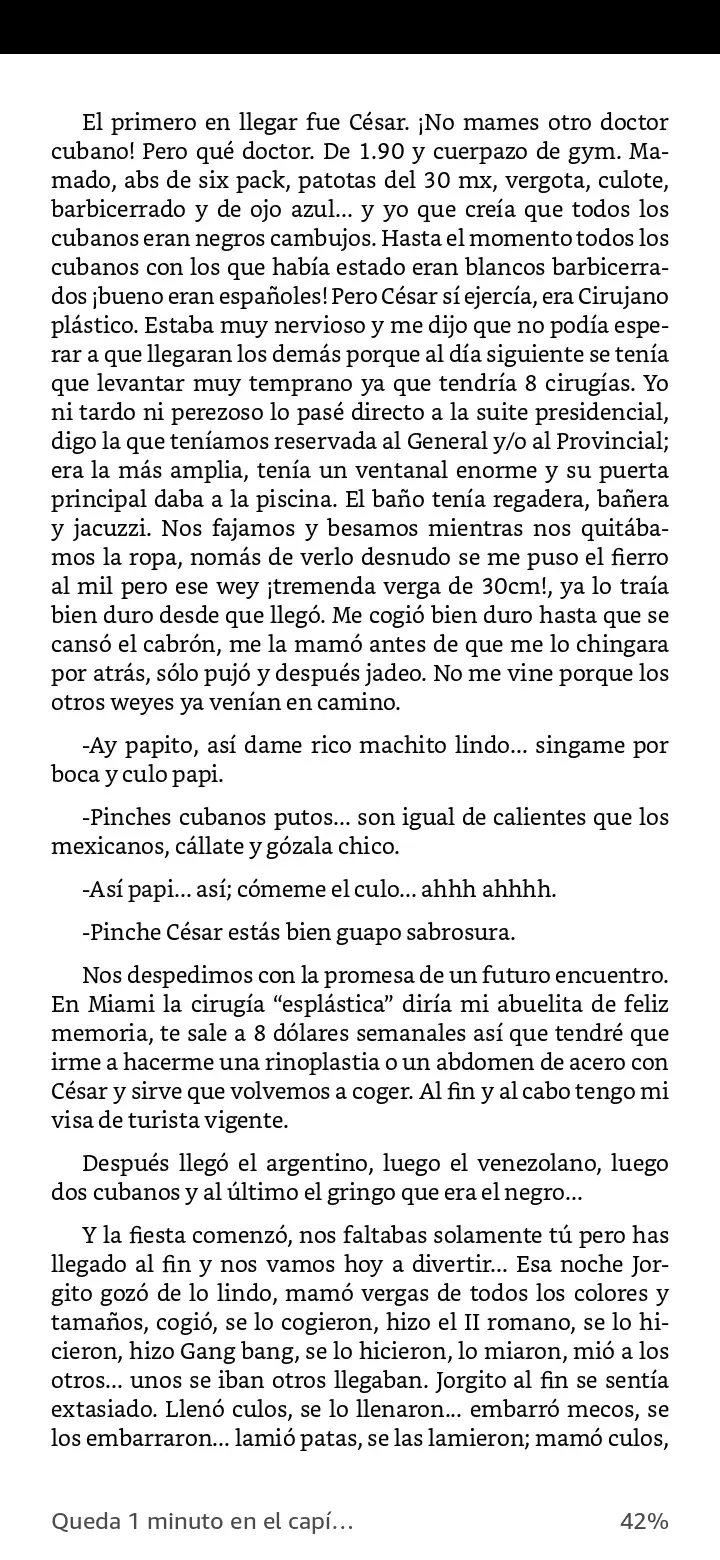 El primero en llegar fue César. ¡No mames otro doctor
cubano! Pero qué doctor. De 1.90 y cuerpazo de gym. Ma-
mado, abs de six pack, patotas del 30 mx, vergota, culote,
barbicerrado y de ojo azul... y yo que creía que todos los
cubanos eran negros cambujos. Hasta el momento todos los
cubanos con los que había estado eran blancos barbicerra-
dos ¡bueno eran españoles! Pero César sí ejercía, era Cirujano
plástico. Estaba muy nervioso y me dijo que no podía espe-
rar a que llegaran los demás porque al día siguiente se tenía
que levantar muy temprano ya que tendría 8 cirugías. Yo
ni tardo ni perezoso lo pasé directo a la suite presidencial,
digo la que teníamos reservada al General y/o al Provincial;
era la más amplia, tenía un ventanal enorme y su puerta
principal daba a la piscina. El baño tenía regadera, bañera
y jacuzzi. Nos fajamos y besamos mientras nos quitába-
mos la ropa, nomás de verlo desnudo se me puso el fierro
al mil pero ese wey ¡tremenda verga de 30cm!, ya lo traía
bien duro desde que llegó. Me cogió bien duro hasta que se
cansó el cabrón, me la mamó antes de que me lo chingara
por atrás, sólo pujó y después jadeo. No me vine porque los
otros weyes ya venían en camino.
-Ay papito, así dame rico machito lindo... singame por
boca y culo papi.
-Pinches cubanos putos... son igual de calientes que los
mexicanos, cállate y gózala chico.
-Así papi... así; cómeme el culo... ahhh ahhhh.
-Pinche César estás bien guapo sabrosura.
Nos despedimos con la promesa de un futuro encuentro.
En Miami la cirugía “esplástica” diría mi abuelita de feliz
memoria, te sale a 8 dólares semanales así que tendré que
irme a hacerme una rinoplastia o un abdomen de acero con
César y sirve que volvemos a coger. Al fin y al cabo tengo mi
visa de turista vigente.
Después llegó el argentino, luego el venezolano, luego
dos cubanos y al último el gringo que era el negro...
Y la fiesta comenzó, nos faltabas solamente tú pero has
llegado al fin y nos vamos hoy a divertir... Esa noche Jor-
gito gozó de lo lindo, mamó vergas de todos los colores y
tamaños, cogió, se lo cogieron, hizo el II romano, se lo hi-
cieron, hizo Gang bang, se lo hicieron, lo miaron, mió a los
otros... unos se iban otros llegaban. Jorgito al fin se sentía
extasiado. Llenó culos, se lo llenaron... embarró mecos, se
los embarraron... lamió patas, se las lamieron; mamó culos,
Queda 1 minuto en el capí... 42%